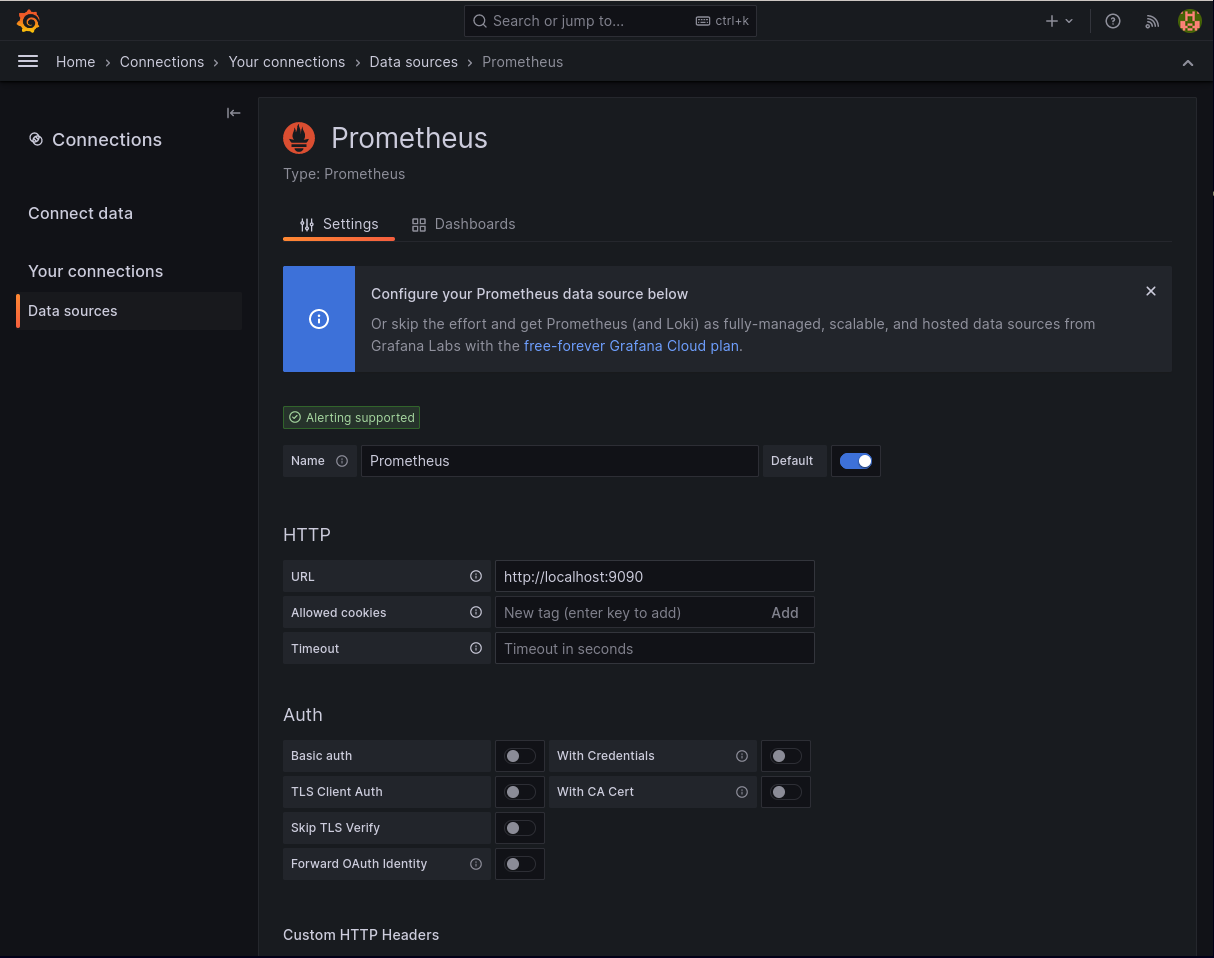 Search or jump to...
ctrl+k
Home › Connections › Your connections › Data sources › Prometheus
Connections
Connect data
Your connections
Data sources
Prometheus
Type: Prometheus
Settings
Dashboards
Configure your Prometheus data source below
Or skip the effort and get Prometheus (and Loki) as fully-managed, scalable, and hosted data sources from
Grafana Labs with the free-forever Grafana Cloud plan.
Alerting supported
Name
Prometheus
Default
HTTP
URL
http://localhost:9090
Allowed cookies
New tag (enter key to add)
Add
Timeout
Timeout in seconds
Auth
Basic auth
With Credentials
TLS Client Auth
With CA Cert
Skip TLS Verify
Forward OAuth Identity
Custom HTTP Headers